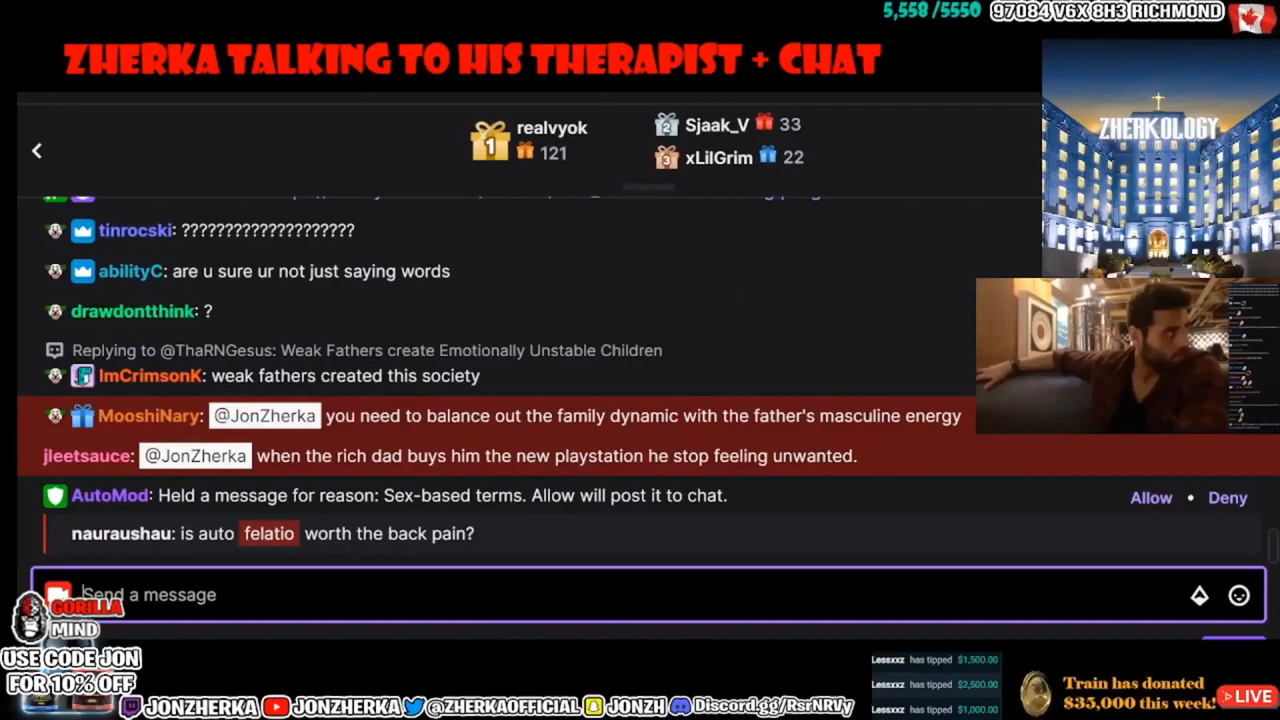 5,558 /5550
97084 V6X 8H3 RICHMOND
ZHERKA TALKING TO HIS THERAPIST + CHAT
ZHERKOLOGY
1 realvyok
121
2 Sjaak_V 33
3 xLilGrim 22
tinrocski: ???????????????????
abilityC: are u sure ur not just saying words
drawdontthink: ?
Replying to @ThaRNGesus: Weak Fathers create Emotionally Unstable Children
ImCrimsonK: weak fathers created this society
MooshiNary: @JonZherka you need to balance out the family dynamic with the father's masculine energy
jleetsauce: @JonZherka when the rich dad buys him the new playstation he stop feeling unwanted.
AutoMod: Held a message for reason: Sex-based terms. Allow will post it to chat.
Allow • Deny
nauraushau: is auto felatio worth the back pain?
Send a message
GORILLA
MIND
USE CODE JON
FOR 10% OFF
Lessxxz has tipped $1,500.00
Lessxxz has tipped $2,500.00
Lessxxz has tipped $1,000.00
Train has donated
$35,000 this week!
LIVE
JONZHERKA JONZHERKA @ZHERKAOFFICIAL JONZH Discord.gg/RsrNRVy